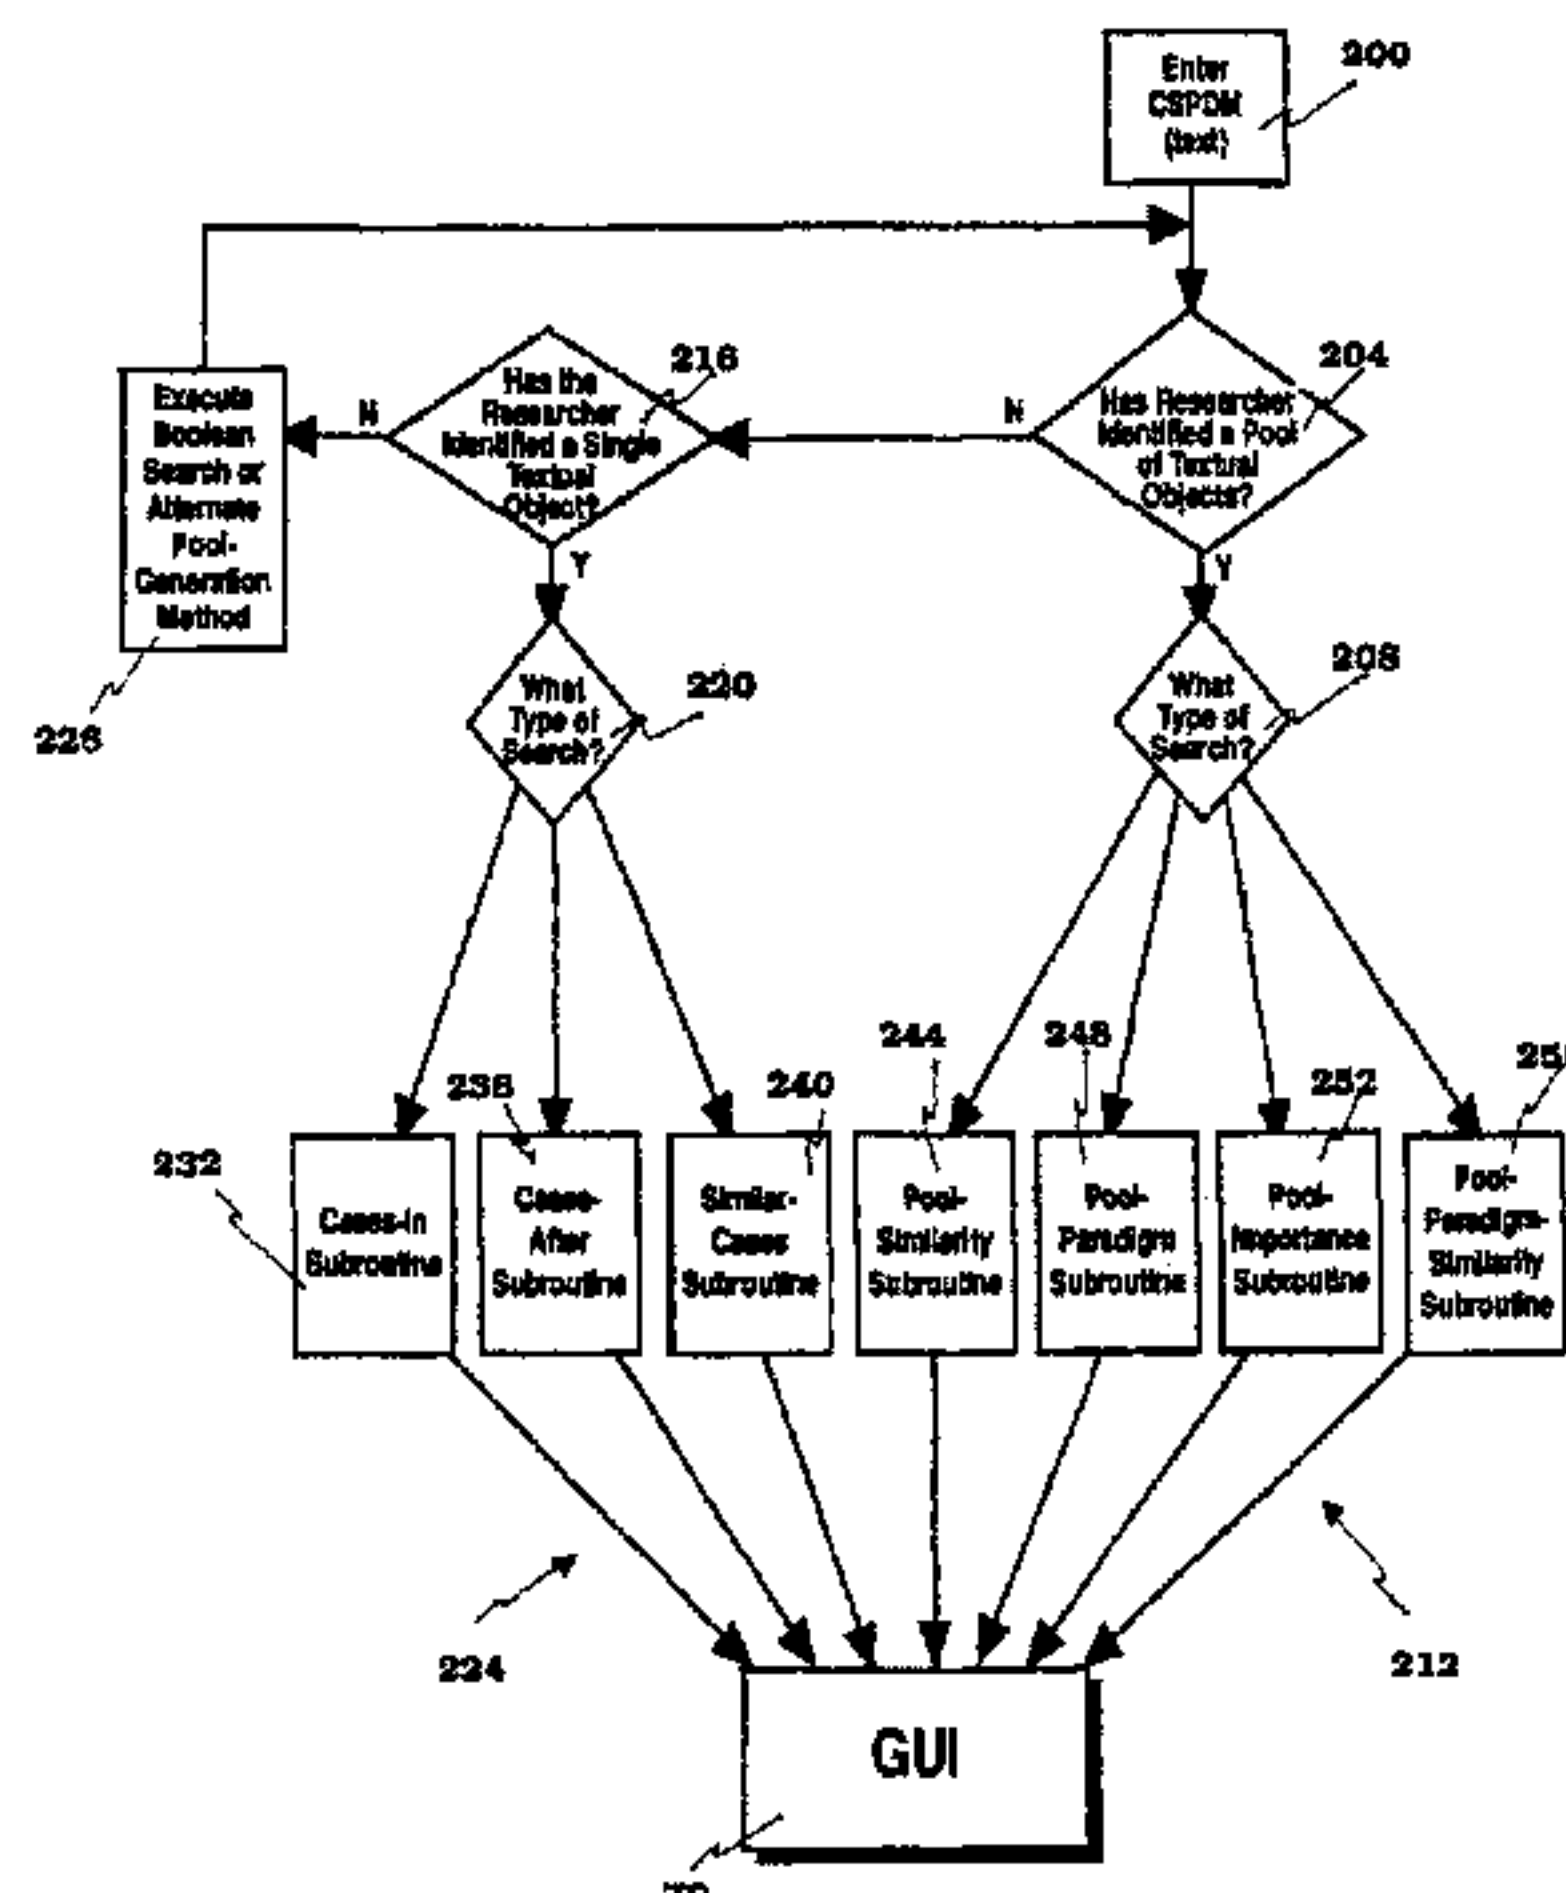 Enter
CSPDM
(text)
200
Has Researcher
Identified a Pool
of Textual
Objects?
204
N
Y
Has the
Researcher
Identified a Single
Textual
Object?
216
N
Y
Execute
Boolean
Search or
Alternate
Pool-
Generation
Method
226
What
Type of
Search?
220
What
Type of
Search?
208
232
236
240
244
248
252
Cases-In
Subroutine
Cases-
After
Subroutine
Similar-
Cases
Subroutine
Pool-
Similarity
Subroutine
Pool-
Paradigm
Subroutine
Pool-
Importance
Subroutine
Pool-
Paradigm-
Similarity
Subroutine
224
212
GUI